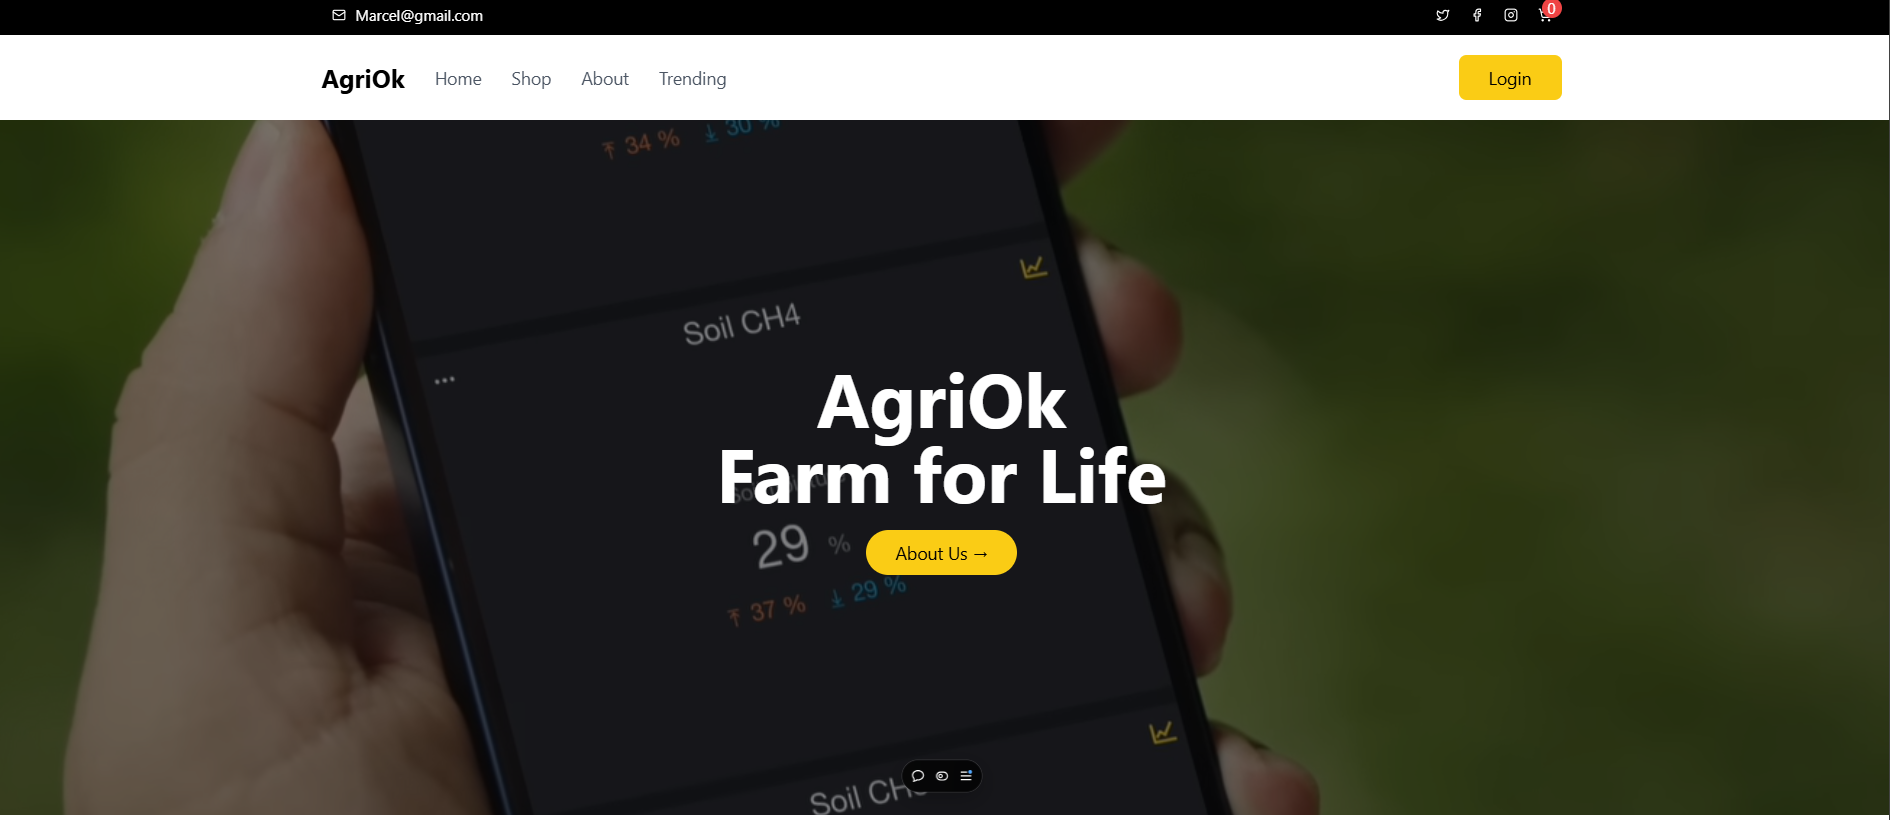 Marcel@gmail.com
0
AgriOk Home Shop About Trending
Login
34 % 30 %
Soil CH4
AgriOk
Farm for Life
29 %
About Us →
37 % 29 %
Soil CH